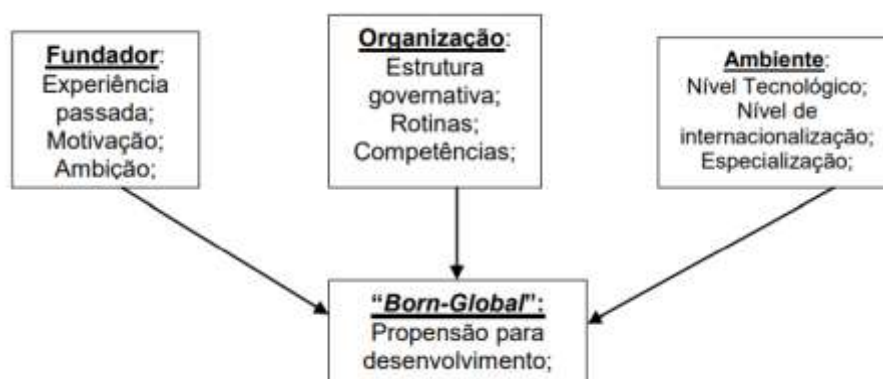 Fundador:
Experiência
passada;
Motivação;
Ambição;
Organização:
Estrutura
governativa;
Rotinas;
Competências;
Ambiente:
Nível Tecnológico;
Nível de
internacionalização;
Especialização;
“Born-Global”:
Propensão para
desenvolvimento;